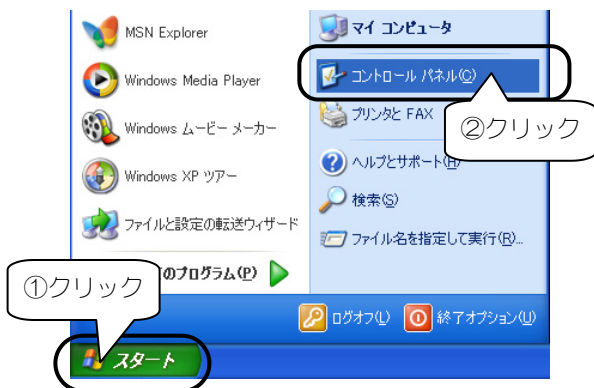 MSN Explorer
Windows Media Player
Windows ムービー メーカー
Windows XP ツアー
ファイルと設定の転送ウィザード
のプログラム(P)
マイ コンピュータ
コントロール パネル(C)
プリンタと FAX
②クリック
ヘルプとサポート(H)
検索(S)
ファイル名を指定して実行(R)...
①クリック
ログオフ(L)
終了オプション(U)
スタート